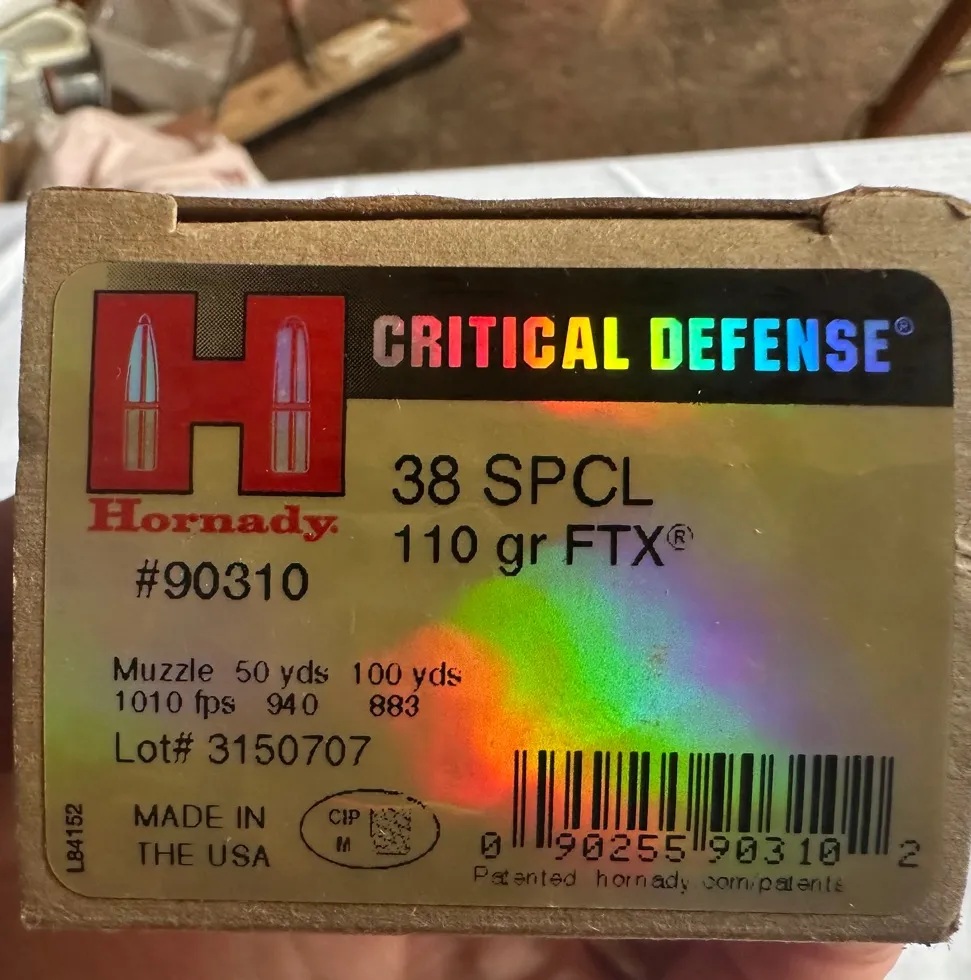 CRITICAL DEFENSE®
H
Hornady®
38 SPCL
110 gr FTX®
#90310
Muzzle 50 yds 100 yds
1010 fps 940 883
Lot# 3150707
MADE IN
THE USA
CIP
M
L84152
0 90255 90310 2
Patented hornady.com/patents